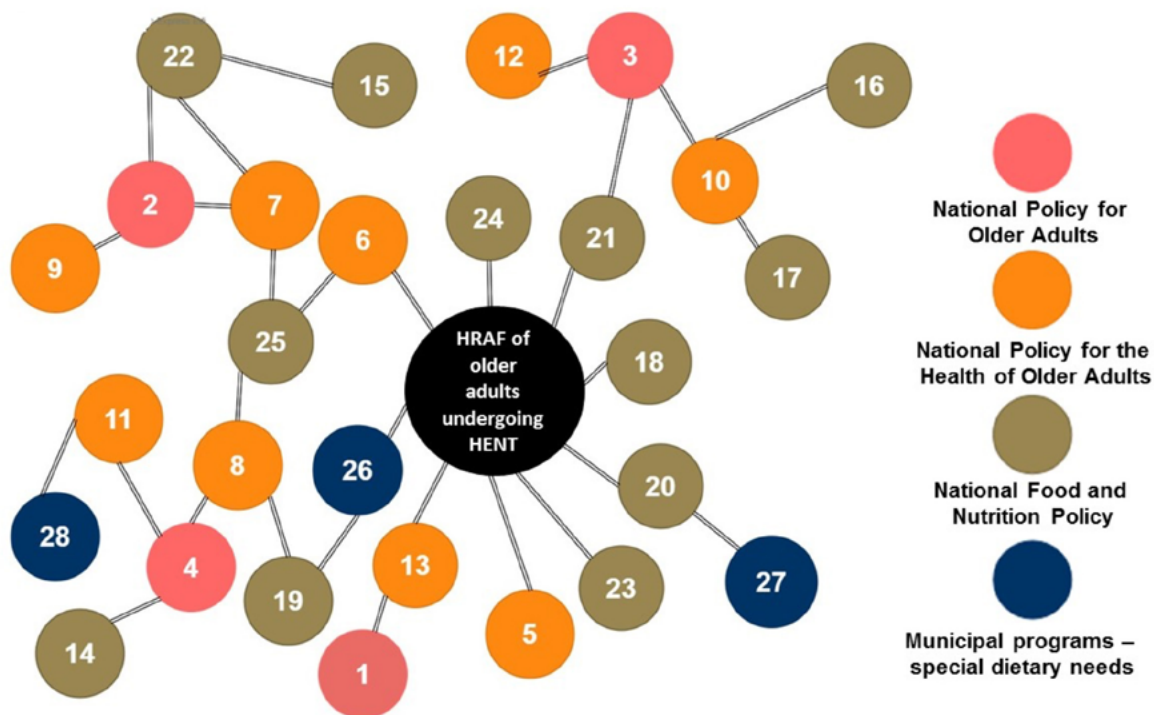 22
15
12
3
16
2
7
6
24
21
10
9
17
25
HRAF of
older
adults
undergoing
HENT
18
11
8
26
20
28
4
19
13
5
23
27
14
1
National Policy for
Older Adults
National Policy for the
Health of Older Adults
National Food and
Nutrition Policy
Municipal programs –
special dietary needs